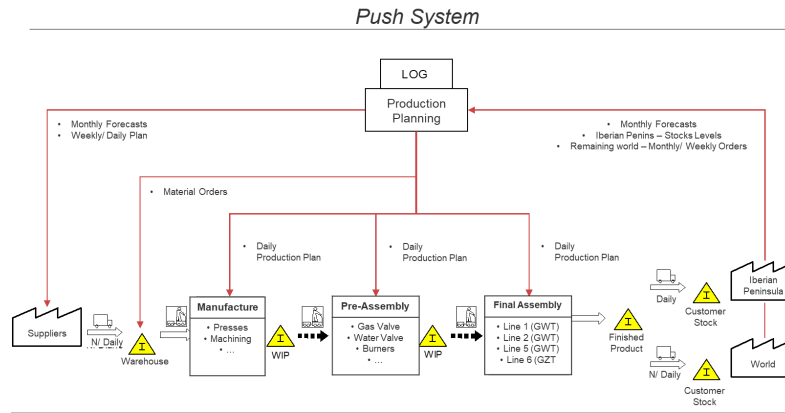 Push System
LOG
Production
Planning
• Monthly Forecasts
• Weekly/ Daily Plan
• Monthly Forecasts
• Iberian Penins – Stocks Levels
• Remaining world – Monthly/ Weekly Orders
• Material Orders
• Daily
Production Plan
• Daily
Production Plan
• Daily
Production Plan
Suppliers
N/ Daily
I
Warehouse
Manufacture
• Presses
• Machining
• ...
I
WIP
Pre-Assembly
• Gas Valve
• Water Valve
• Burners
• ...
I
WIP
Final Assembly
• Line 1 (GWT)
• Line 2 (GWT)
• Line 5 (GWT)
• Line 6 (GZT
I
Finished
Product
Daily
I
Customer
Stock
Iberian
Peninsula
N/ Daily
I
Customer
Stock
World